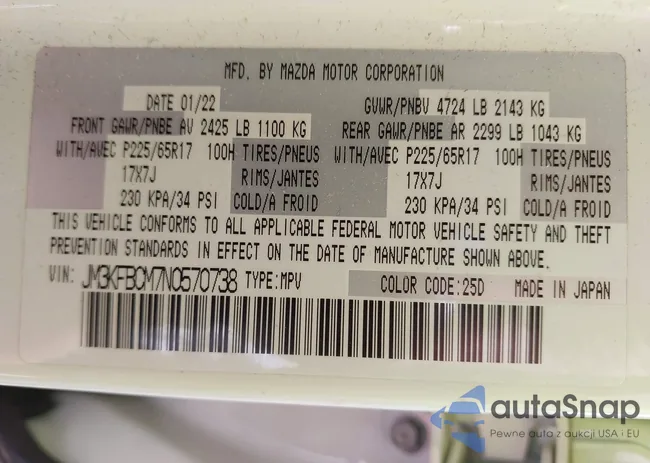 MFD. BY MAZDA MOTOR CORPORATION
DATE 01/22 GVWR/PNBV 4724 LB 2143 KG
FRONT GAWR/PNBE AV 2425 LB 1100 KG REAR GAWR/PNBE AR 2299 LB 1043 KG
WITH/AVEC P225/65R17 100H TIRES/PNEUS WITH/AVEC P225/65R17 100H TIRES/PNEUS
17X7J RIMS/JANTES 17X7J RIMS/JANTES
230 KPA/34 PSI COLD/A FROID 230 KPA/34 PSI COLD/A FROID
THIS VEHICLE CONFORMS TO ALL APPLICABLE FEDERAL MOTOR VEHICLE SAFETY AND THEFT
PREVENTION STANDARDS IN EFFECT ON THE DATE OF MANUFACTURE SHOWN ABOVE.
VIN: JM3KFBCM7N0570738 TYPE:MPV COLOR CODE:25D MADE IN JAPAN
autaSnap
Pewne auta z aukcji USA i EU